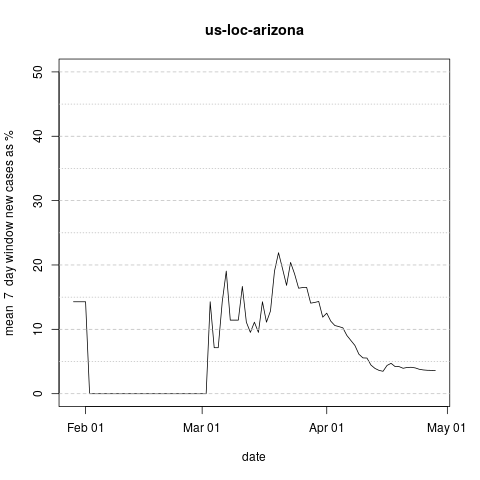 us-loc-arizona
mean  7  day window new cases as %
50
40
30
20
10
0
Feb 01
Mar 01
Apr 01
May 01
date